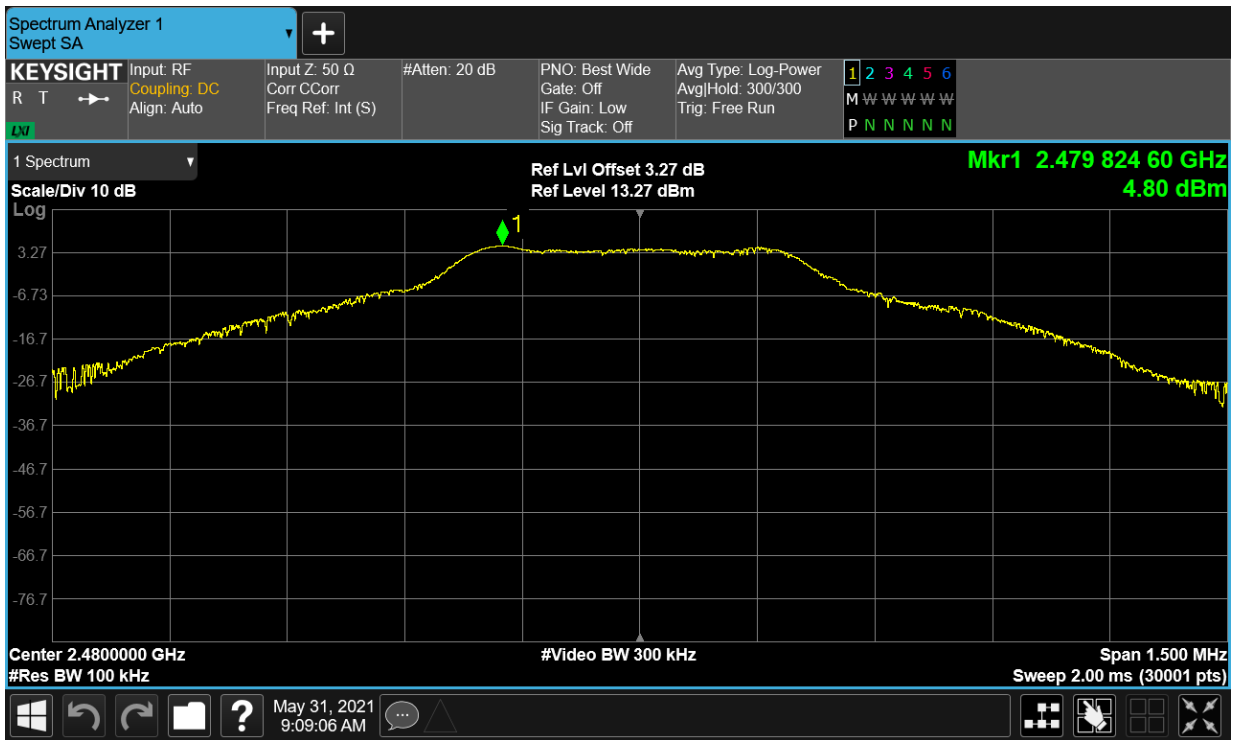 Spectrum Analyzer 1
Swept SA
+
KEYSIGHT
R T
LXI
Input: RF
Coupling: DC
Align: Auto
Input Z: 50 Ω
Corr CCorr
Freq Ref: Int (S)
#Atten: 20 dB
PNO: Best Wide
Gate: Off
IF Gain: Low
Sig Track: Off
Avg Type: Log-Power
Avg|Hold: 300/300
Trig: Free Run
1 2 3 4 5 6
M W W W W W
P N N N N N
1 Spectrum
Scale/Div 10 dB
Log
Ref Lvl Offset 3.27 dB
Ref Level 13.27 dBm
Mkr1 2.479 824 60 GHz
4.80 dBm
1
3.27
-6.73
-16.7
-26.7
-36.7
-46.7
-56.7
-66.7
-76.7
Center 2.4800000 GHz
#Res BW 100 kHz
#Video BW 300 kHz
Span 1.500 MHz
Sweep 2.00 ms (30001 pts)
?
May 31, 2021
9:09:06 AM